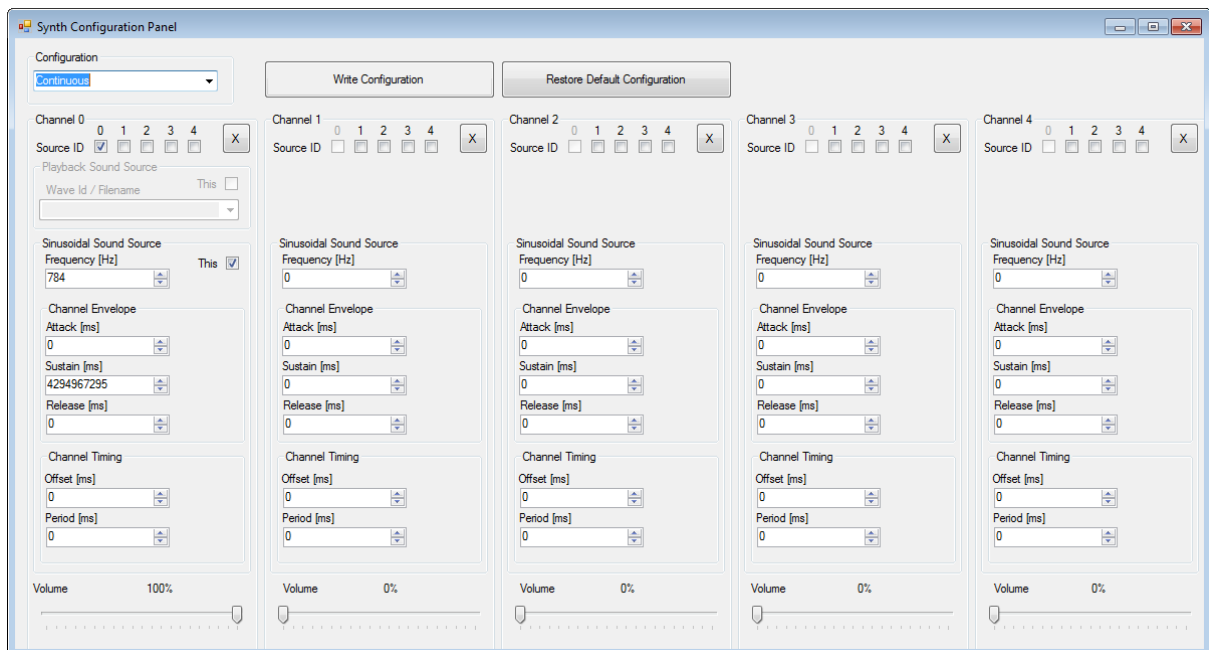 Synth Configuration Panel
Configuration
Continuous
Write Configuration
Restore Default Configuration
Channel 0
0 1 2 3 4
Source ID
X
Playback Sound Source
This
Wave Id / Filename
Sinusoidal Sound Source
Frequency [Hz]
This
784
Channel Envelope
Attack [ms]
0
Sustain [ms]
4294967295
Release [ms]
0
Channel Timing
Offset [ms]
0
Period [ms]
0
Volume 100%
Channel 1
0 1 2 3 4
Source ID
X
Sinusoidal Sound Source
Frequency [Hz]
0
Channel Envelope
Attack [ms]
0
Sustain [ms]
0
Release [ms]
0
Channel Timing
Offset [ms]
0
Period [ms]
0
Volume 0%
Channel 2
0 1 2 3 4
Source ID
X
Sinusoidal Sound Source
Frequency [Hz]
0
Channel Envelope
Attack [ms]
0
Sustain [ms]
0
Release [ms]
0
Channel Timing
Offset [ms]
0
Period [ms]
0
Volume 0%
Channel 3
0 1 2 3 4
Source ID
X
Sinusoidal Sound Source
Frequency [Hz]
0
Channel Envelope
Attack [ms]
0
Sustain [ms]
0
Release [ms]
0
Channel Timing
Offset [ms]
0
Period [ms]
0
Volume 0%
Channel 4
0 1 2 3 4
Source ID
X
Sinusoidal Sound Source
Frequency [Hz]
0
Channel Envelope
Attack [ms]
0
Sustain [ms]
0
Release [ms]
0
Channel Timing
Offset [ms]
0
Period [ms]
0
Volume 0%